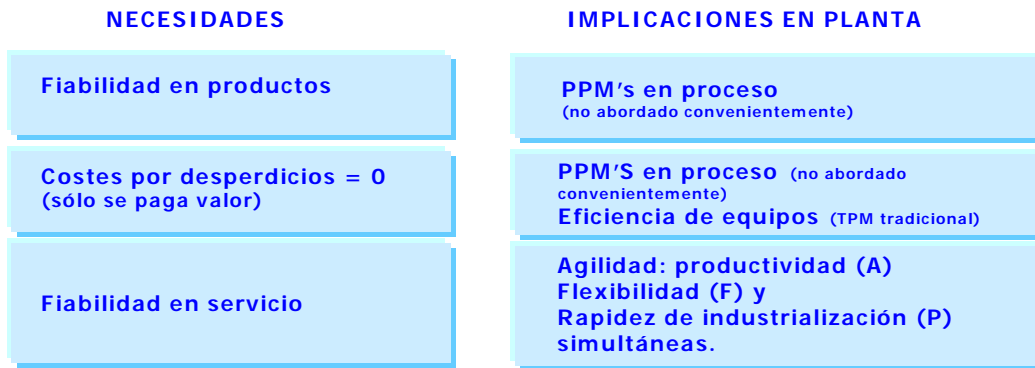 NECESIDADES
IMPLICACIONES EN PLANTA
Fiabilidad en productos
PPM's en proceso
(no abordado convenientemente)
Costes por desperdicios = 0
(sólo se paga valor)
PPM'S en proceso (no abordado
convenientemente)
Eficiencia de equipos (TPM tradicional)
Fiabilidad en servicio
Agilidad: productividad (A)
Flexibilidad (F) y
Rapidez de industrialización (P)
simultáneas.